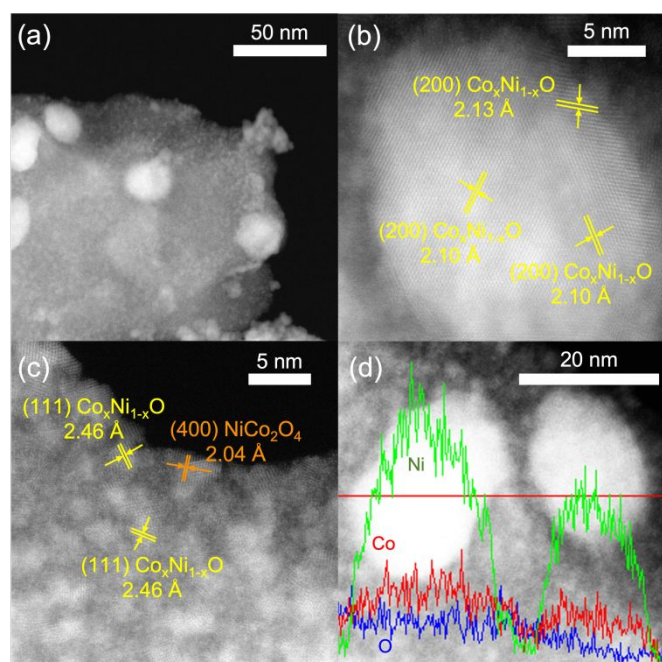 (a)
50 nm
(b)
5 nm
(200) CoₓNi₁₋ₓO
2.13 Å
(200) CoₓNi₁₋ₓO
2.10 Å
(200) CoₓNi₁₋ₓO
2.10 Å
(c)
5 nm
(111) CoₓNi₁₋ₓO
2.46 Å
(400) NiCo₂O₄
2.04 Å
(111) CoₓNi₁₋ₓO
2.46 Å
(d)
20 nm
Ni
Co
O